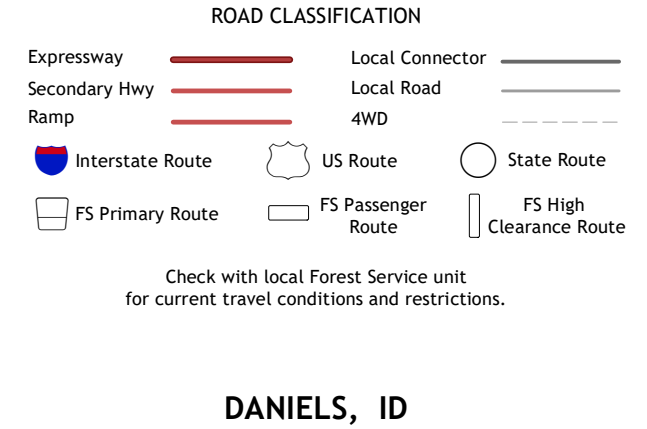 ROAD CLASSIFICATION
Expressway
Local Connector
Secondary Hwy
Local Road
Ramp
4WD
Interstate Route
US Route
State Route
FS Primary Route
FS Passenger
Route
FS High
Clearance Route
Check with local Forest Service unit
for current travel conditions and restrictions.
DANIELS, ID